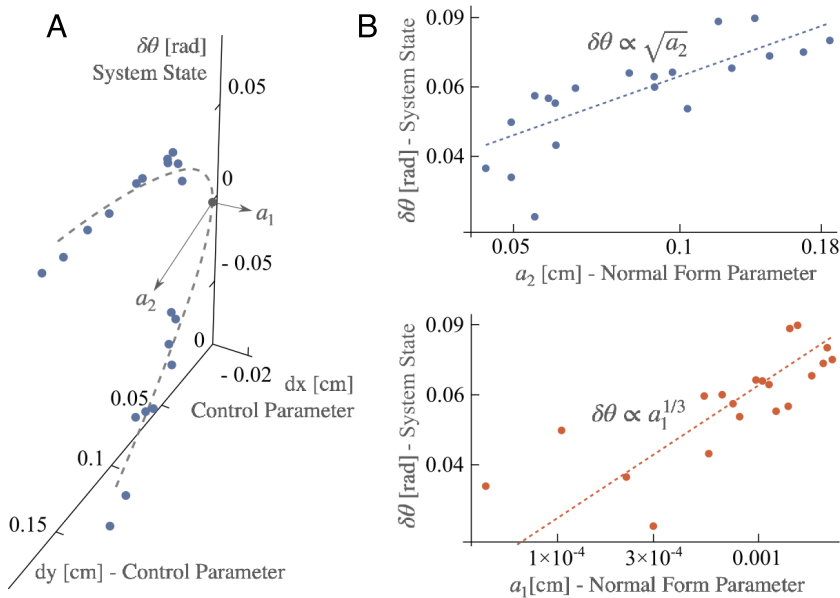 A
δθ [rad]
System State
0.05
0
a₁
- 0.05
a₂
0
- 0.02
dx [cm]
Control Parameter
0.05
0.1
0.15
dy [cm] - Control Parameter
B
δθ [rad] - System State
0.09
0.06
0.04
δθ ∝ √a₂
0.05
0.1
0.18
a₂ [cm] - Normal Form Parameter
δθ [rad] - System State
0.09
0.06
0.04
δθ ∝ a₁^1/3
1×10⁻⁴
3×10⁻⁴
0.001
a₁[cm] - Normal Form Parameter